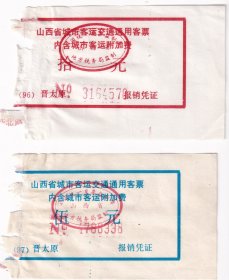 山西省城市客运交通通用客票
内含城市客运附加费
拾 元
No 3164579
(96) 晋太原 报销凭证
山西省城市客运交通通用客票
内含城市客运附加费
伍 元
(97) 晋太原 报销凭证